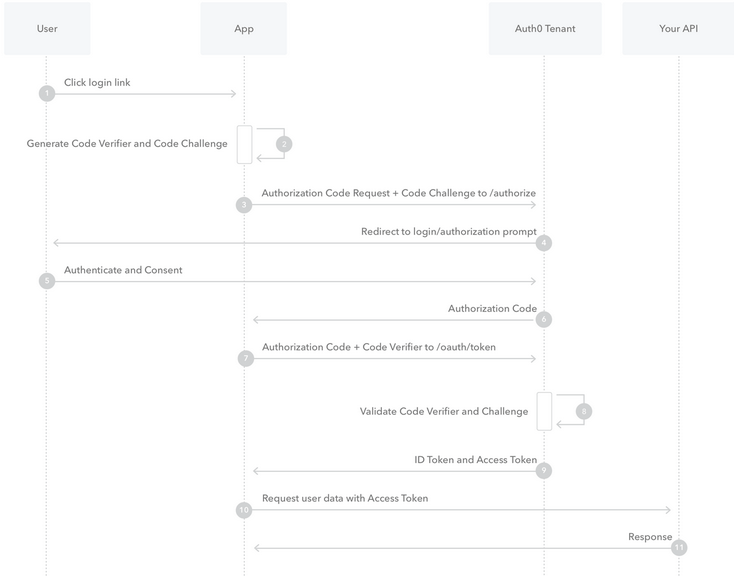 User
App
Auth0 Tenant
Your API
Click login link
1
Generate Code Verifier and Code Challenge
2
Authorization Code Request + Code Challenge to /authorize
3
Redirect to login/authorization prompt
4
Authenticate and Consent
5
Authorization Code
6
Authorization Code + Code Verifier to /oauth/token
7
Validate Code Verifier and Challenge
8
ID Token and Access Token
9
Request user data with Access Token
10
Response
11